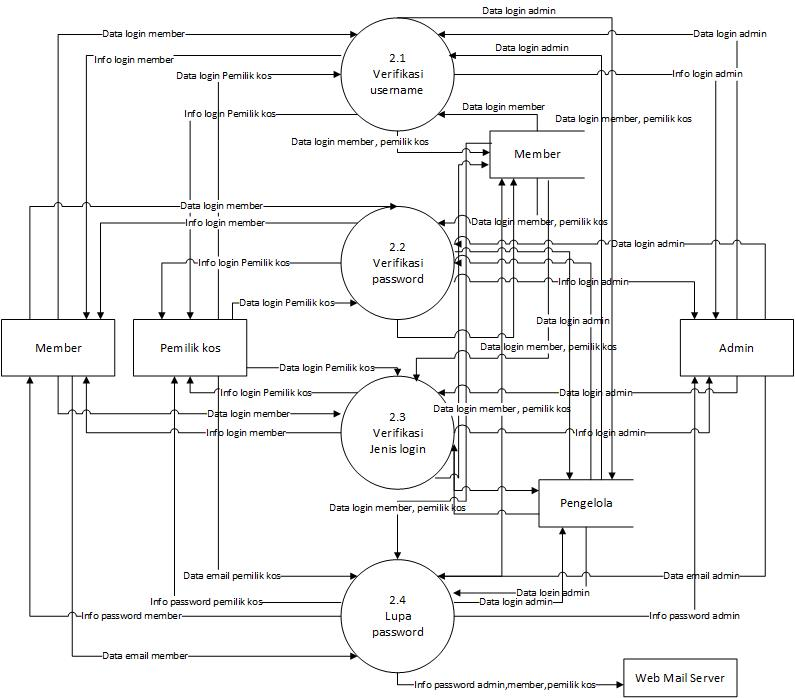 Data login admin
Data login member
Data login admin
2.1
Verifikasi
username
Data login admin
Info login member
Data login Pemilik kos
Info login admin
Data login member
Info login Pemilik kos
Data login member, pemilik kos
Data login member, pemilik kos
Member
Data login member
Info login member
Data login member, pemilik kos
2.2
Verifikasi
password
Data login admin
Info login Pemilik kos
Info login admin
Data login Pemilik kos
Data login admin
Member
Pemilik kos
Data login member, pemilik kos
Admin
Data login Pemilik kos
Info login Pemilik kos
Data login admin
2.3
Verifikasi
Jenis login
Data login member, pemilik kos
Data login member
Info login member
Info login admin
Pengelola
Data login member, pemilik kos
Data email pemilik kos
Data email admin
Data login admin
Data login admin
2.4
Lupa
password
Info password pemilik kos
Info password member
Info password admin
Data email member
Info password admin,member,pemilik kos
Web Mail Server